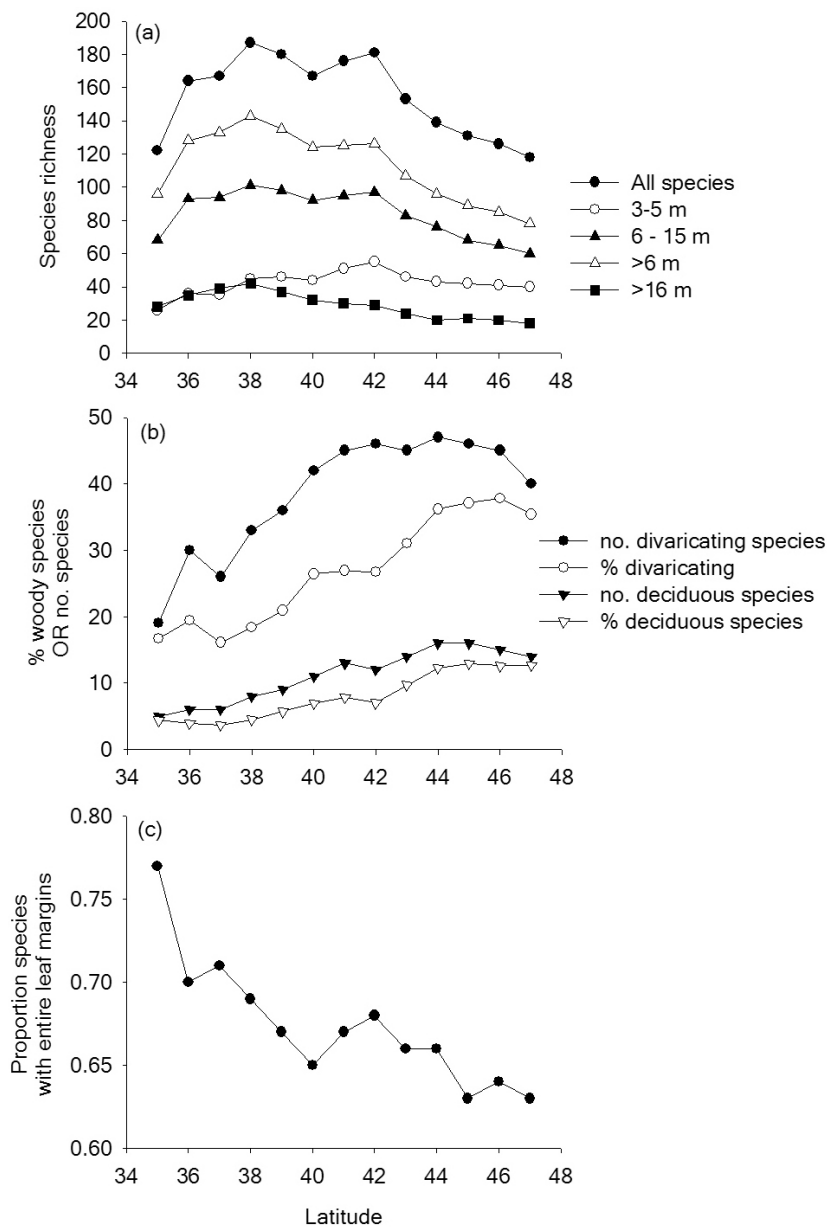 (a)
200
180
160
140
120
100
80
60
40
20
0
Species richness
34 36 38 40 42 44 46 48
All species
3-5 m
6 - 15 m
>6 m
>16 m
(b)
50
40
30
20
10
0
% woody species
OR no. species
34 36 38 40 42 44 46 48
no. divaricating species
% divaricating
no. deciduous species
% deciduous species
(c)
0.80
0.75
0.70
0.65
0.60
Proportion species
with entire leaf margins
34 36 38 40 42 44 46 48
Latitude